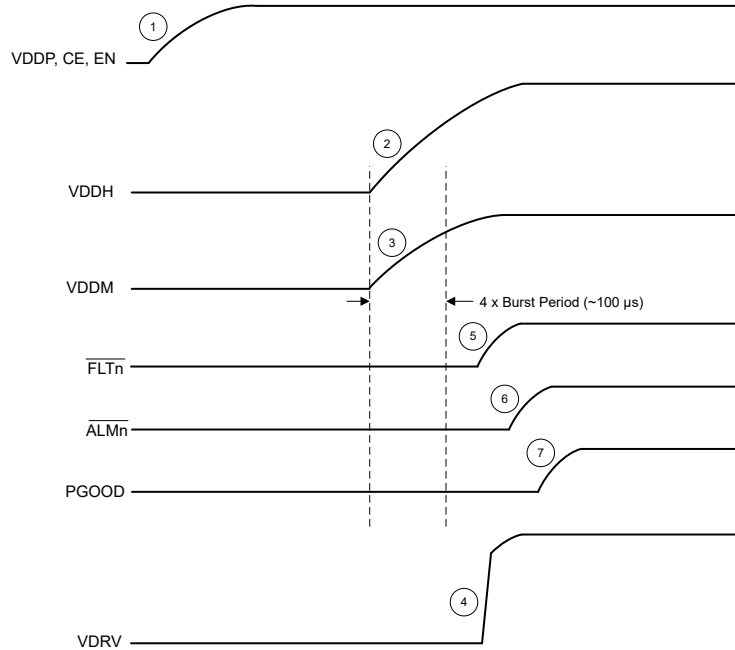 1
VDDP, CE, EN
2
VDDH
3
VDDM
4 x Burst Period (~100 µs)
5
FLTn
6
ALMn
7
PGOOD
4
VDRV